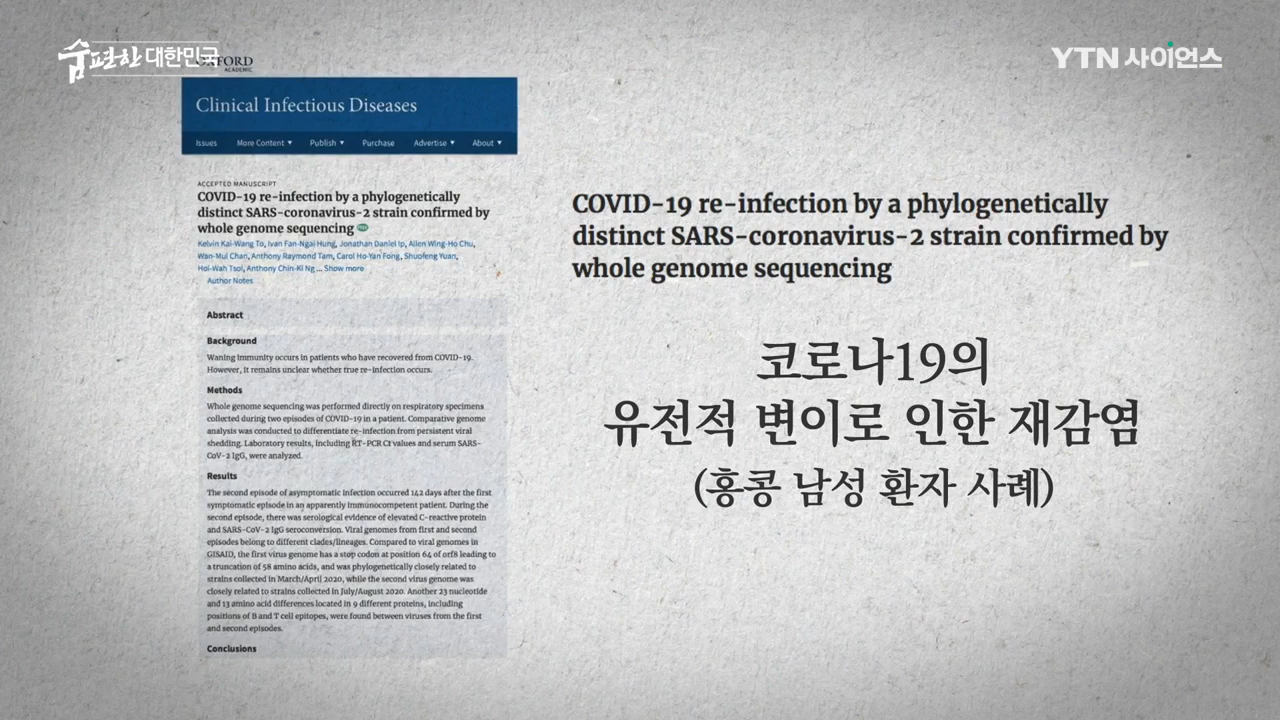 숨편한 대한민국
YTN 사이언스
OXFORD
ACADEMIC
Clinical Infectious Diseases
Issues More Content ▼ Publish ▼ Purchase Advertise ▼ About ▼
ACCEPTED MANUSCRIPT
COVID-19 re-infection by a phylogenetically
distinct SARS-coronavirus-2 strain confirmed by
whole genome sequencing
Kelvin Kai-Wang To, Ivan Fan-Ngai Hung, Jonathan Daniel Ip, Allen Wing-Ho Chu,
Wan-Mui Chan, Anthony Raymond Tam, Carol Ho-Yan Fong, Shuofeng Yuan,
Hoi-Wah Tsoi, Anthony Chin-Ki Ng ... Show more
Author Notes
Abstract
Background
Waning immunity occurs in patients who have recovered from COVID-19.
However, it remains unclear whether true re-infection occurs.
Methods
Whole genome sequencing was performed directly on respiratory specimens
collected during two episodes of COVID-19 in a patient. Comparative genome
analysis was conducted to differentiate re-infection from persistent viral
shedding. Laboratory results, including RT-PCR Ct values and serum SARS-
CoV-2 IgG, were analyzed.
Results
The second episode of asymptomatic infection occurred 142 days after the first
symptomatic episode in an apparently immunocompetent patient. During the
second episode, there was serological evidence of elevated C-reactive protein
and SARS-CoV-2 IgG seroconversion. Viral genomes from first and second
episodes belong to different clades/lineages. Compared to viral genomes in
GISAID, the first virus genome has a stop codon at position 64 of orf8 leading to
a truncation of 58 amino acids, and was phylogenetically closely related to
strains collected in March/April 2020, while the second virus genome was
closely related to strains collected in July/August 2020. Another 23 nucleotide
and 13 amino acid differences located in 9 different proteins, including
positions of B and T cell epitopes, were found between viruses from the first
and second episodes.
Conclusions
COVID-19 re-infection by a phylogenetically
distinct SARS-coronavirus-2 strain confirmed by
whole genome sequencing
코로나19의
유전적 변이로 인한 재감염
(홍콩 남성 환자 사례)